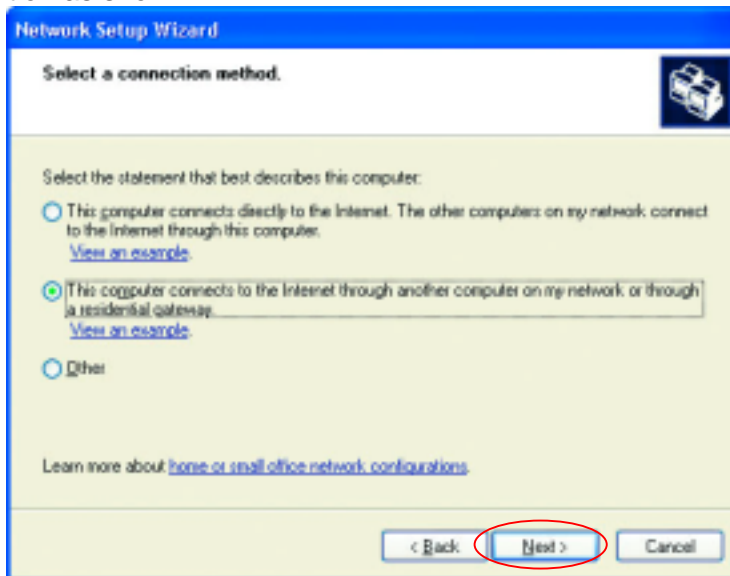 Network Setup Wizard
Select a connection method.
Select the statement that best describes this computer:
This computer connects directly to the Internet. The other computers on my network connect
to the Internet through this computer.
View an example.
This computer connects to the Internet through another computer on my network or through
a residential gateway.
View an example.
Other
Learn more about home or small office network configurations.
< Back
Next >
Cancel